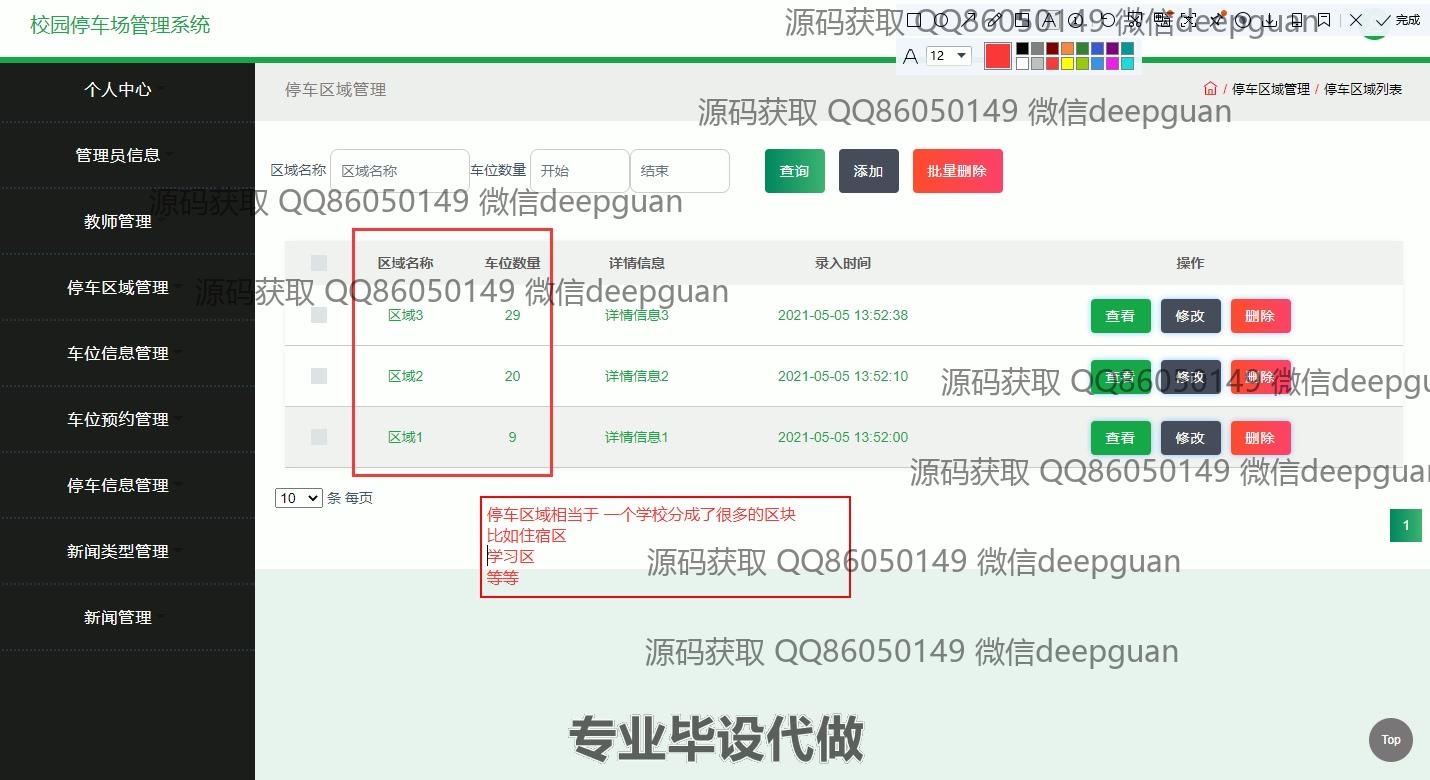 校园停车场管理系统
源码获取 QQ86050149 微信deepguan
完成
A 12
个人中心
停车区域管理
/ 停车区域管理 / 停车区域列表
源码获取 QQ86050149 微信deepguan
管理员信息
区域名称 区域名称 车位数量 开始 结束 查询 添加 批量删除
源码获取 QQ86050149 微信deepguan
教师管理
区域名称 车位数量 详情信息 录入时间 操作
停车区域管理
源码获取 QQ86050149 微信deepguan
区域3 29 详情信息3 2021-05-05 13:52:38 查看 修改 删除
车位信息管理
区域2 20 详情信息2 2021-05-05 13:52:10 查看 修改 删除
源码获取 QQ86050149 微信deepgu
车位预约管理
区域1 9 详情信息1 2021-05-05 13:52:00 查看 修改 删除
源码获取 QQ86050149 微信deepguan
停车信息管理
10 条 每页
停车区域相当于 一个学校分成了很多的区块
比如住宿区
学习区
等等
1
新闻类型管理
源码获取 QQ86050149 微信deepguan
新闻管理
源码获取 QQ86050149 微信deepguan
专业毕设代做
Top